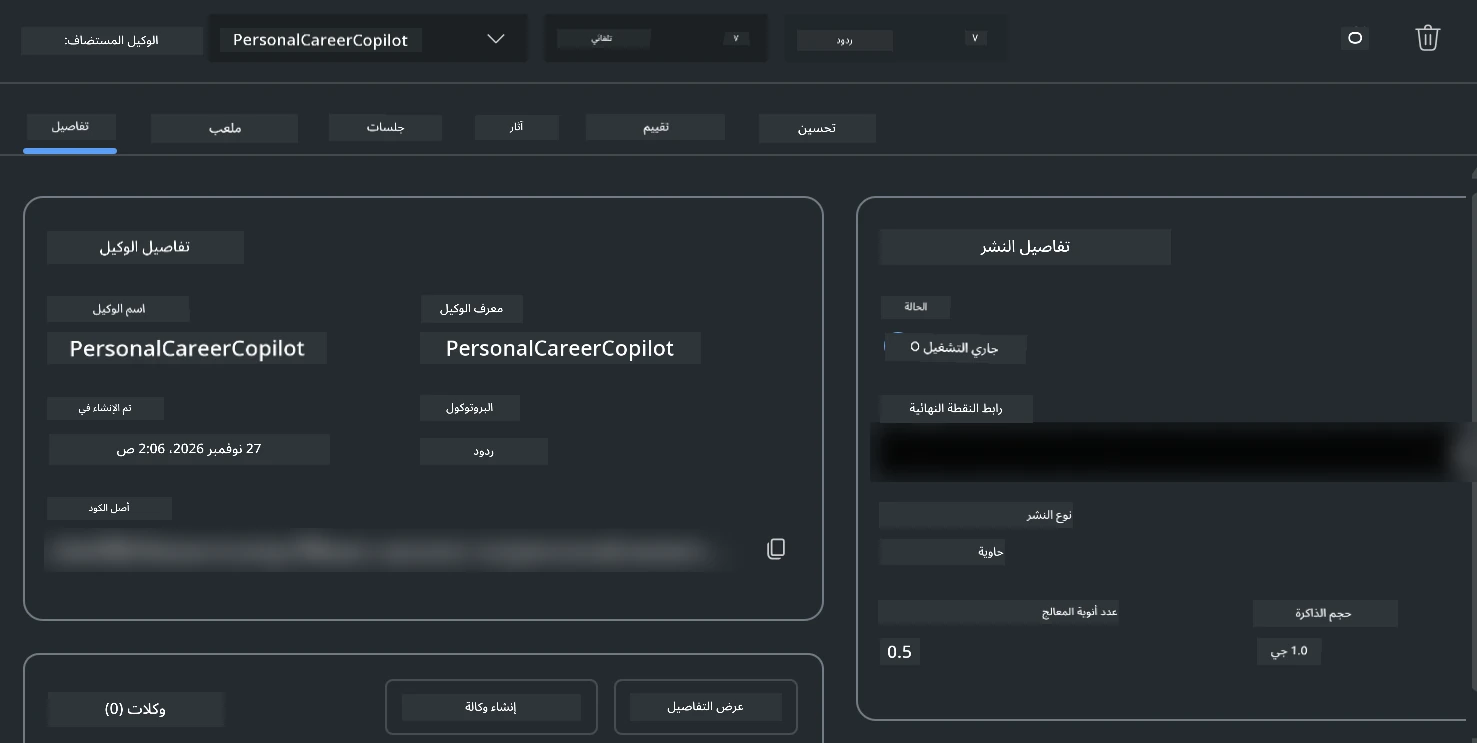 الوكيل المستضاف:
PersonalCareerCopilot
تلقائي
ردود
تفاصيل
ملعب
جلسات
آثار
تقييم
تحسين
تفاصيل الوكيل
اسم الوكيل
معرف الوكيل
PersonalCareerCopilot
PersonalCareerCopilot
تم الإنشاء في
البروتوكول
27 نوفمبر 2026، 2:06 ص
ردود
أصل الكود
وكلات (0)
إنشاء وكالة
عرض التفاصيل
تفاصيل النشر
الحالة
جاري التشغيل
رابط النقطة النهائية
نوع النشر
حاوية
عدد أنوية المعالج
حجم الذاكرة
0.5
1.0 جي